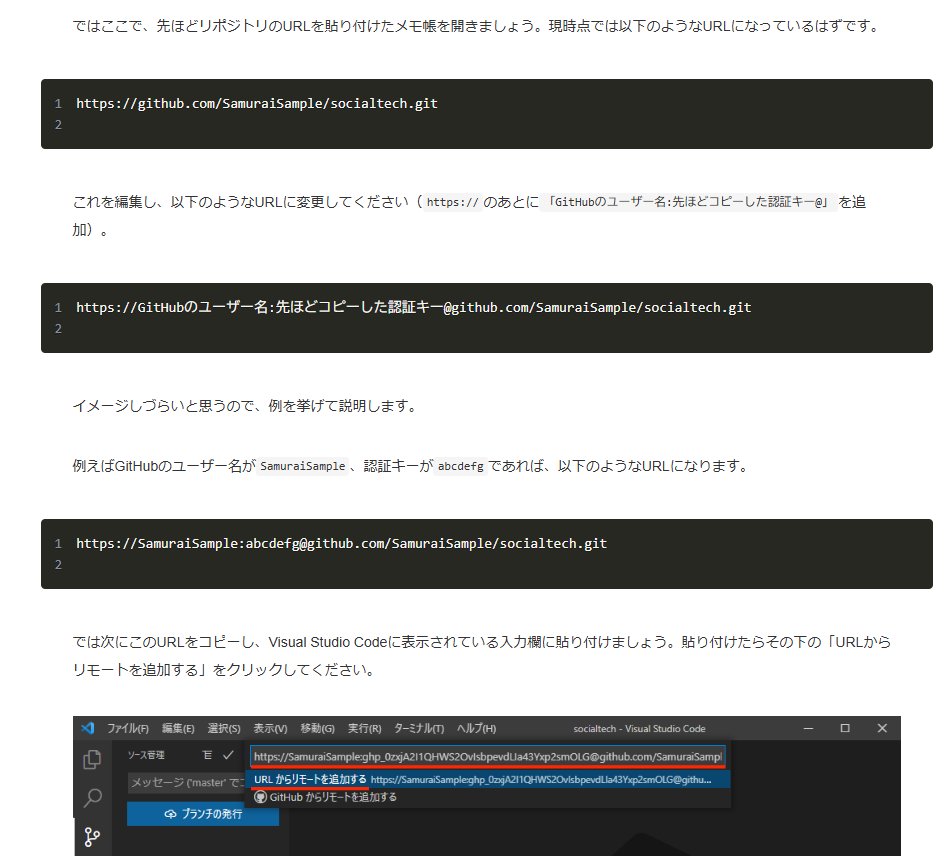 ではここで、先ほどリポジトリのURLを貼り付けたメモ帳を開きましょう。現時点では以下のようなURLになっているはずです。
1 https://github.com/SamuraiSample/socialtech.git
2
これを編集し、以下のようなURLに変更してください（ https:// のあとに 「GitHubのユーザー名:先ほどコピーした認証キー@」 を追
加）。
1 https://GitHubのユーザー名:先ほどコピーした認証キー@github.com/SamuraiSample/socialtech.git
2
イメージしづらいと思うので、例を挙げて説明します。
例えばGitHubのユーザー名が SamuraiSample 、認証キーが abcdefg であれば、以下のようなURLになります。
1 https://SamuraiSample:abcdefg@github.com/SamuraiSample/socialtech.git
2
では次にこのURLをコピーし、Visual Studio Codeに表示されている入力欄に貼り付けましょう。貼り付けたらその下の「URLから
リモートを追加する」をクリックしてください。
ファイル(F) 編集(E) 選択(S) 表示(V) 移動(G) 実行(R) ターミナル(T) ヘルプ(H) socialtech - Visual Studio Code
ソース管理
URL からリモートを追加する
メッセージ ('master' でコ
GitHub からリモートを追加する
ブランチの発行